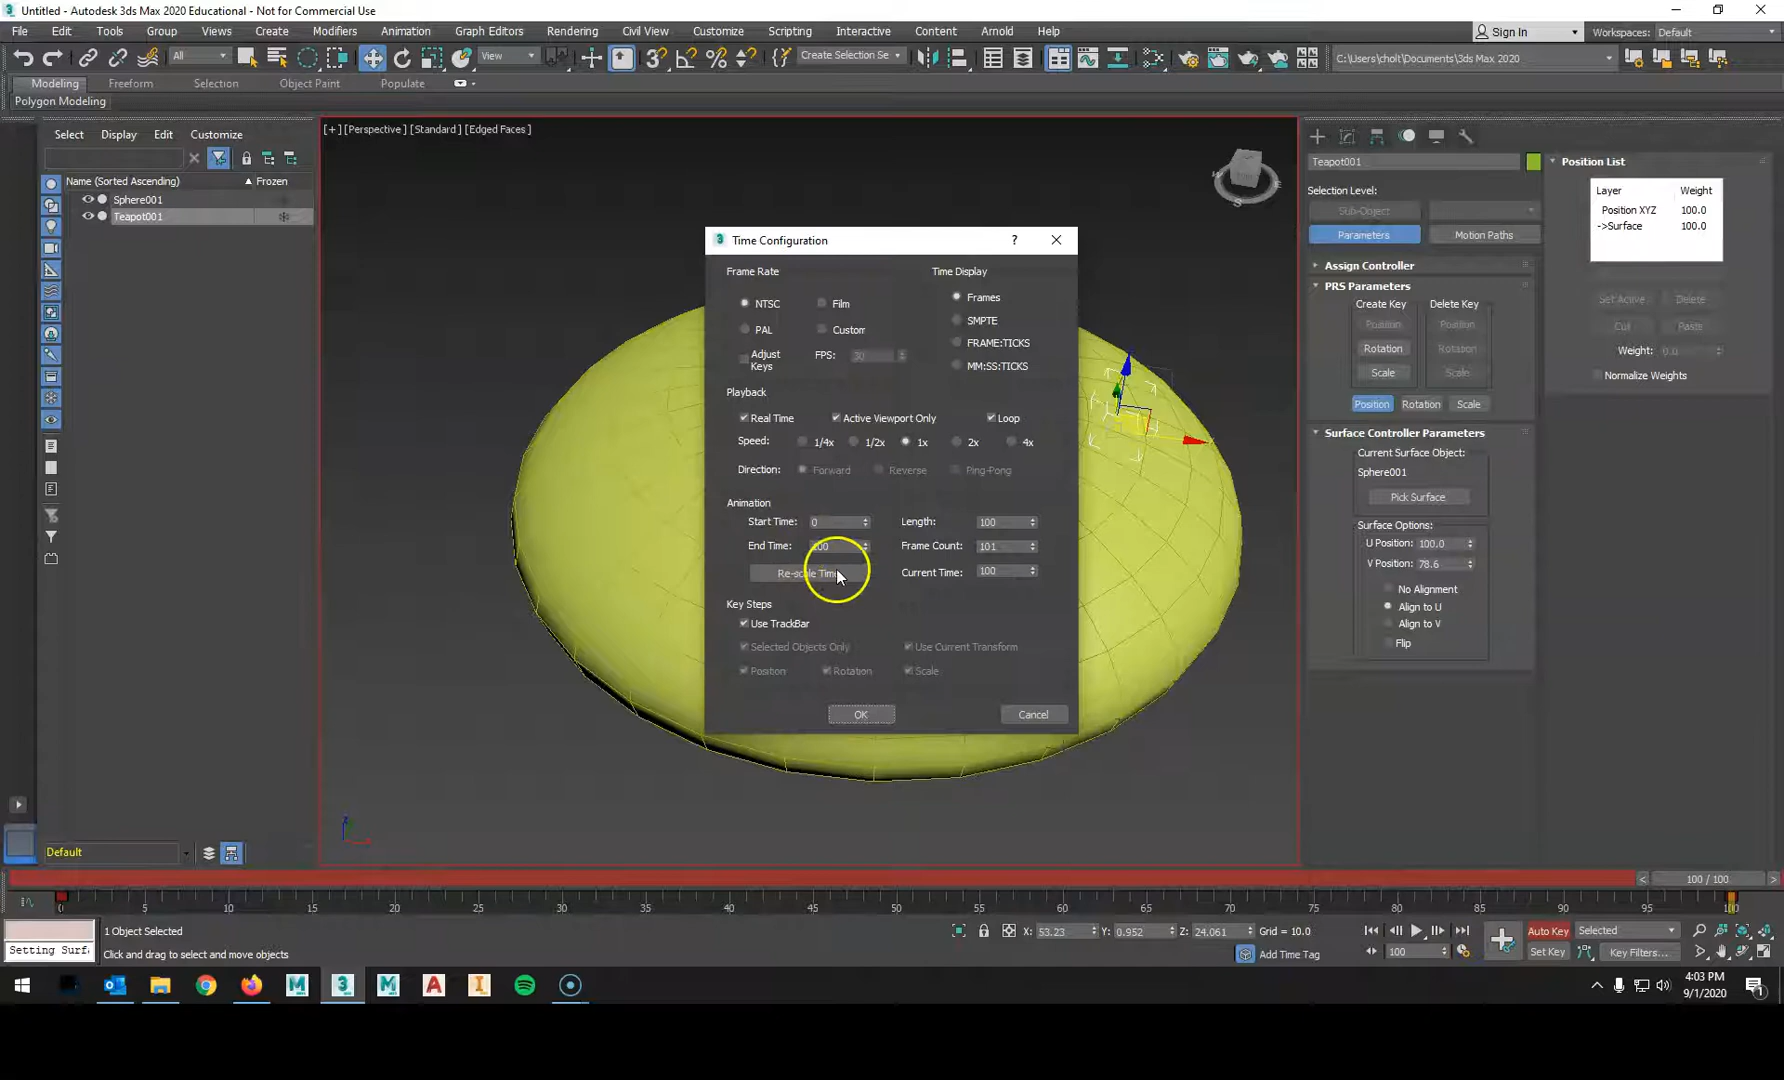 Untitled - Autodesk 3ds Max 2020 Educational - Not for Commercial Use
File Edit Tools Group Views Create Modifiers Animation Graph Editors Rendering Civil View Customize Scripting Interactive Content Arnold Help
Sign In Workspaces: Default
All View Create Selection Se C:\Users\cholt\Documents\3ds Max 2020
Modeling Freeform Selection Object Paint Populate
Polygon Modeling
Select Display Edit Customize
Name (Sorted Ascending) Frozen
Sphere001
Teapot001
Default
[+] [Perspective] [Standard] [Edged Faces]
Time Configuration ?
Frame Rate
NTSC Film
PAL Custom
Adjust
Keys
FPS: 30
Time Display
Frames
SMPTE
FRAME:TICKS
MM:SS:TICKS
Playback
Real Time Active Viewport Only Loop
Speed: 1/4x 1/2x 1x 2x 4x
Direction: Forward Reverse Ping-Pong
Animation
Start Time: 0 Length: 100
End Time: 100 Frame Count: 101
Re-scale Time Current Time: 100
Key Steps
Use TrackBar
Selected Objects Only Use Current Transform
Position Rotation Scale
OK Cancel
Teapot001
Selection Level:
Sub-Object
Parameters Motion Paths
Assign Controller
PRS Parameters
Create Key Delete Key
Position Position
Rotation Rotation
Scale Scale
Position Rotation Scale
Surface Controller Parameters
Current Surface Object:
Sphere001
Pick Surface
Surface Options:
U Position: 100.0
V Position: 78.6
No Alignment
Align to U
Align to V
Flip
Position List
Layer Weight
Position XYZ 100.0
->Surface 100.0
Set Active Delete
Cut Paste
Weight: 0.0
Normalize Weights
< 100 / 100 >
0 5 10 15 20 25 30 35 40 45 50 55 60 65 70 75 80 85 90 95 100
1 Object Selected
Setting Surf
Click and drag to select and move objects
X: 53.23 Y: 0.952 Z: 24.061 Grid = 10.0
Add Time Tag
Auto Key Selected
100 Set Key Key Filters...
4:03 PM
9/1/2020